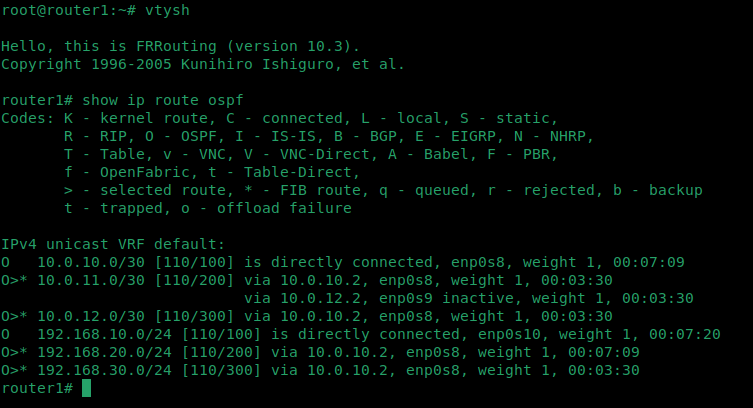 root@router1:~# vtysh
Hello, this is FRRouting (version 10.3).
Copyright 1996-2005 Kunihiro Ishiguro, et al.
router1# show ip route ospf
Codes: K - kernel route, C - connected, L - local, S - static,
       R - RIP, O - OSPF, I - IS-IS, B - BGP, E - EIGRP, N - NHRP,
       T - Table, v - VNC, V - VNC-Direct, A - Babel, F - PBR,
       f - OpenFabric, t - Table-Direct,
       > - selected route, * - FIB route, q - queued, r - rejected, b - backup
       t - trapped, o - offload failure
IPv4 unicast VRF default:
O   10.0.10.0/30 [110/100] is directly connected, enp0s8, weight 1, 00:07:09
O>* 10.0.11.0/30 [110/200] via 10.0.10.2, enp0s8, weight 1, 00:03:30
                           via 10.0.12.2, enp0s9 inactive, weight 1, 00:03:30
O>* 10.0.12.0/30 [110/300] via 10.0.10.2, enp0s8, weight 1, 00:03:30
O   192.168.10.0/24 [110/100] is directly connected, enp0s10, weight 1, 00:07:20
O>* 192.168.20.0/24 [110/200] via 10.0.10.2, enp0s8, weight 1, 00:07:09
O>* 192.168.30.0/24 [110/300] via 10.0.10.2, enp0s8, weight 1, 00:03:30
router1#